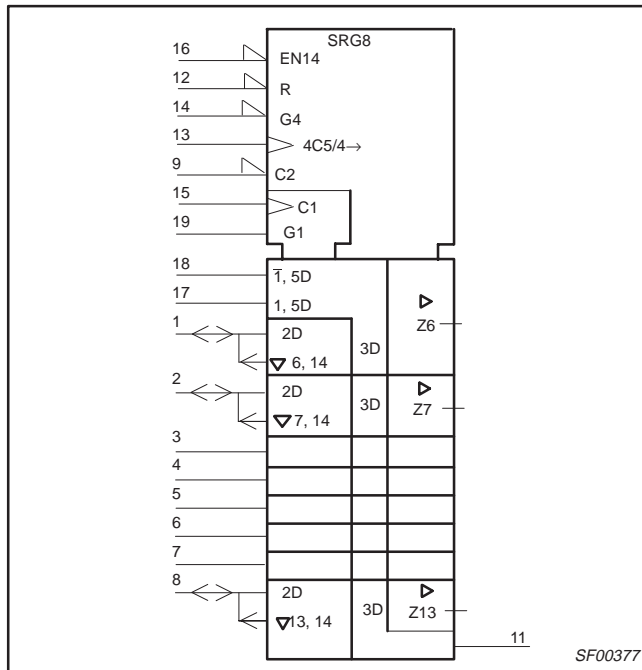 SRG8
16 EN14
12 R
14 G4
13 4C5/4→
9 C2
15 C1
19 G1
18 1̅, 5D
17 1, 5D
Z6
1 2D 3D
6, 14
2 2D 3D Z7
7, 14
3
4
5
6
7
8 2D 3D Z13
13, 14
11
SF00377